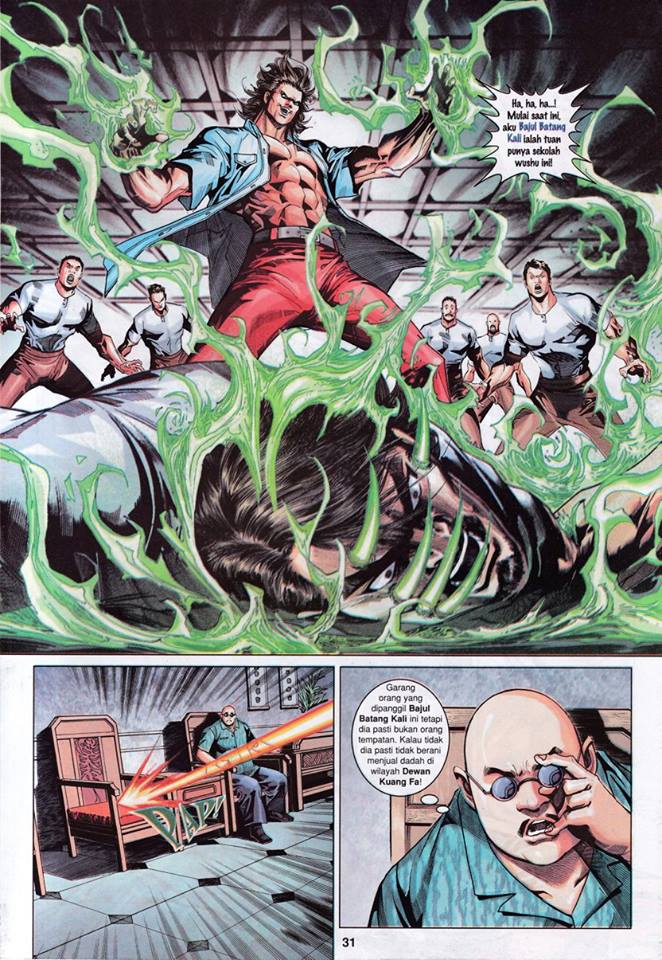 Ha, ha, ha...!
Mulai saat ini,
aku Bajul Batang
Kali ialah tuan
punya sekolah
wushu ini!
PAP!
Garang
orang yang
dipanggil Bajul
Batang Kali ini tetapi
dia pasti bukan orang
tempatan. Kalau tidak
dia pasti tidak berani
menjual dadah di
wilayah Dewan
Kuang Fa!
31